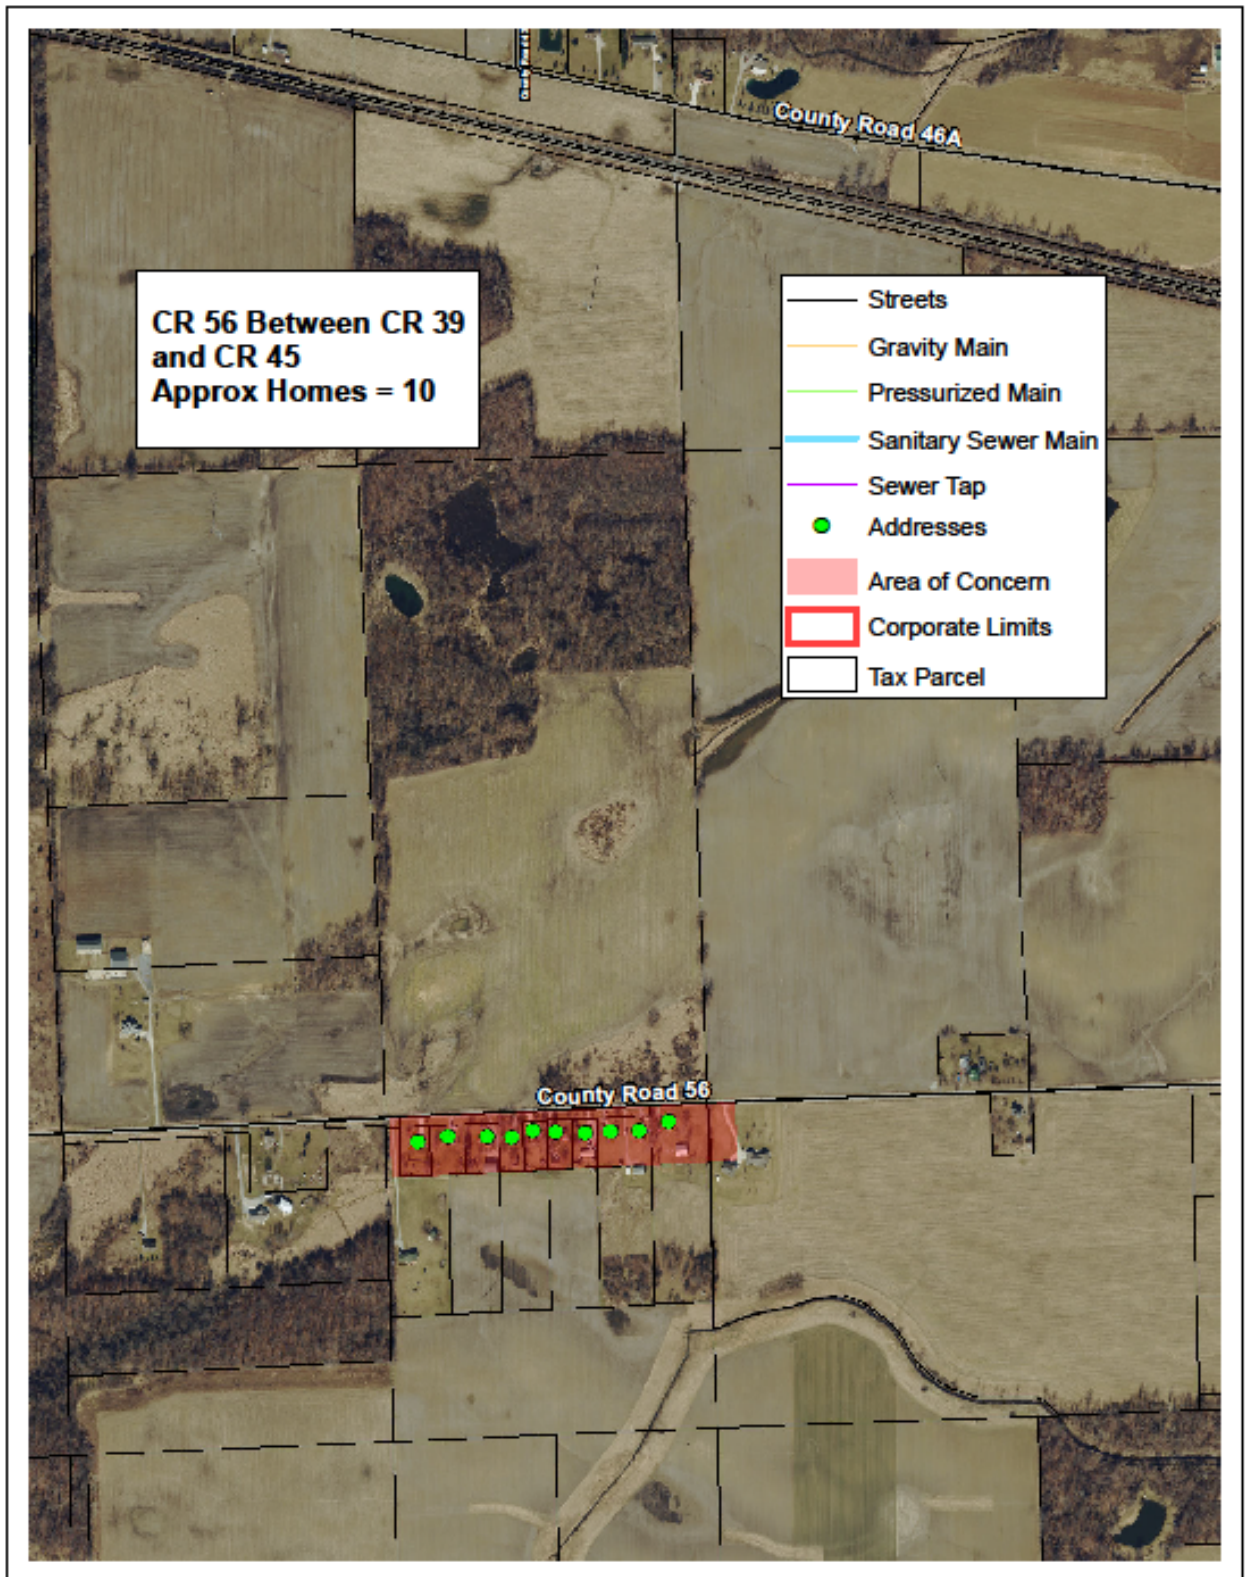 County Road 46A
CR 56 Between CR 39
and CR 45
Approx Homes = 10
Streets
Gravity Main
Pressurized Main
Sanitary Sewer Main
Sewer Tap
Addresses
Area of Concern
Corporate Limits
Tax Parcel
County Road 56